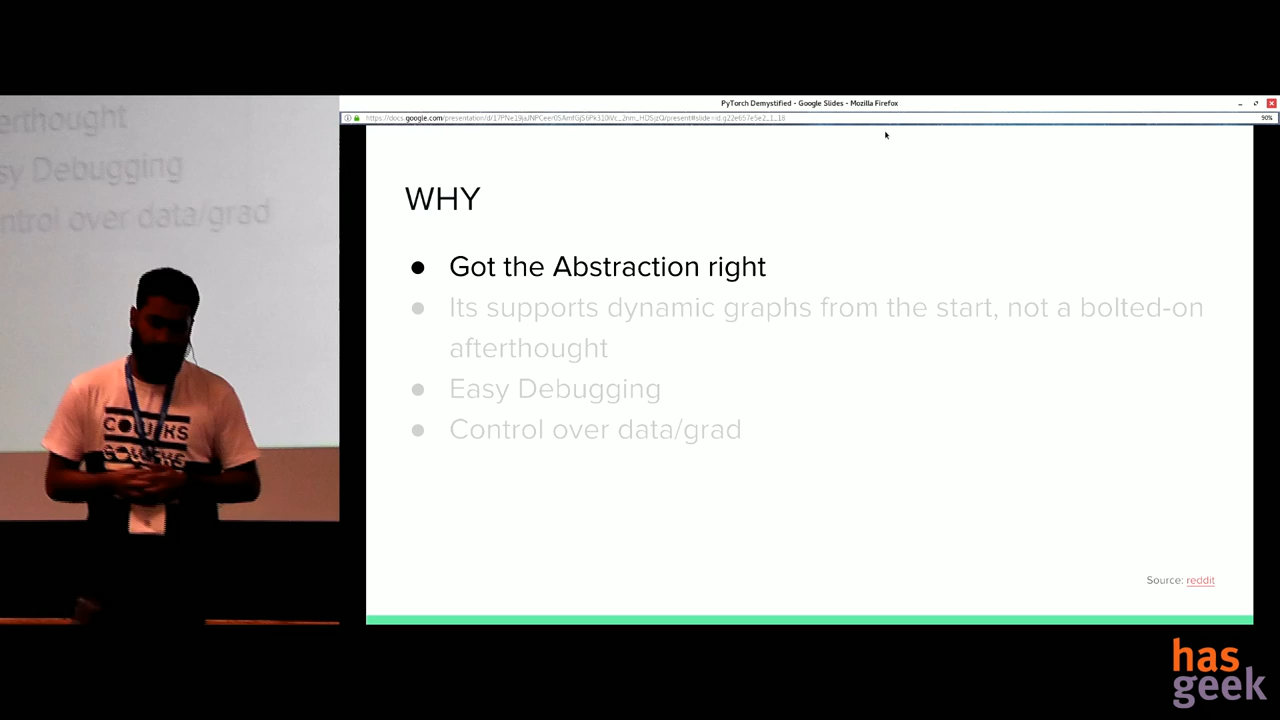 PyTorch Demystified - Google Slides - Mozilla Firefox
90%
erthought
sy Debugging
ntrol over data/grad
WHY
● Got the Abstraction right
● Its supports dynamic graphs from the start, not a bolted-on
afterthought
● Easy Debugging
● Control over data/grad
Source: reddit
has
geek